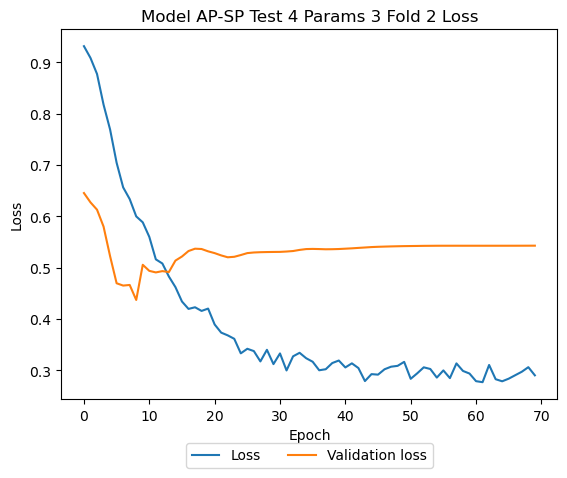 Model AP-SP Test 4 Params 3 Fold 2 Loss
0.9
0.8
0.7
0.6
0.5
0.4
0.3
Loss
0 10 20 30 40 50 60 70
Epoch
Loss Validation loss